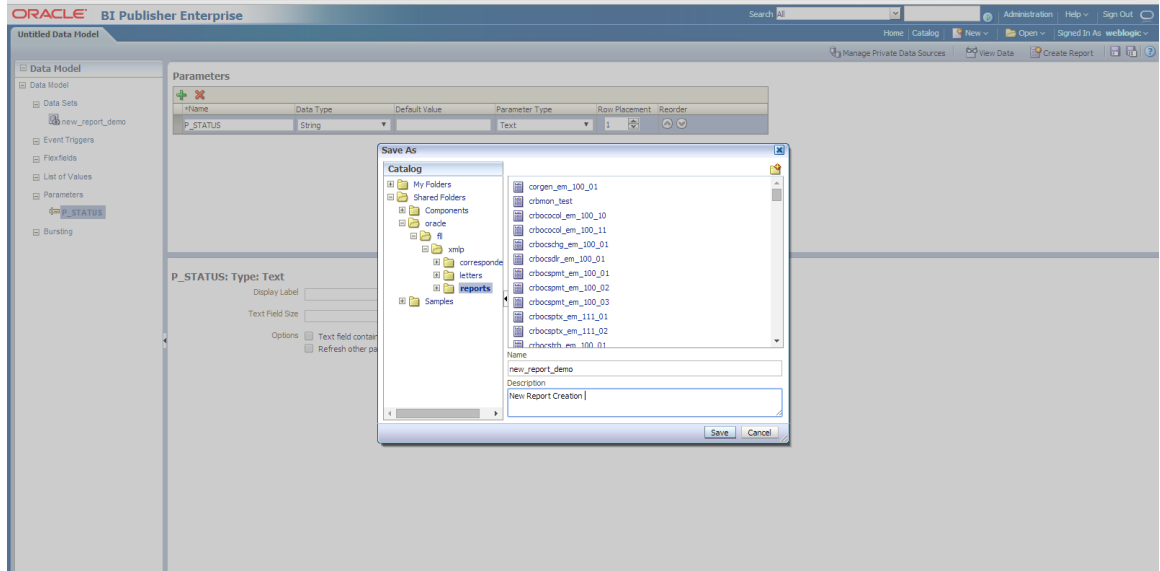 ORACLE BI Publisher Enterprise Search All Administration Help Sign Out
Untitled Data Model Home Catalog New Open Signed In As weblogic
Manage Private Data Sources View Data Create Report
Data Model
Data Model
Data Sets
new_report_demo
Event Triggers
Flexfields
List of Values
Parameters
P_STATUS
Bursting
Parameters
*Name Data Type Default Value Parameter Type Row Placement Reorder
P_STATUS String Text 1
P_STATUS: Type: Text
Display Label
Text Field Size
Options Text field contain
Refresh other pa
Save As
Catalog
My Folders
Shared Folders
Components
oracle
fll
xmlp
corresponde
letters
reports
Samples
corgen_em_100_01
crbmon_test
crbococol_em_100_10
crbococol_em_100_11
crbocschg_em_100_01
crbocsdlr_em_100_01
crbocspmt_em_100_01
crbocspmt_em_100_02
crbocspmt_em_100_03
crbocsptx_em_111_01
crbocsptx_em_111_02
crbocstrb_em_100_01
Name
new_report_demo
Description
New Report Creation
Save Cancel